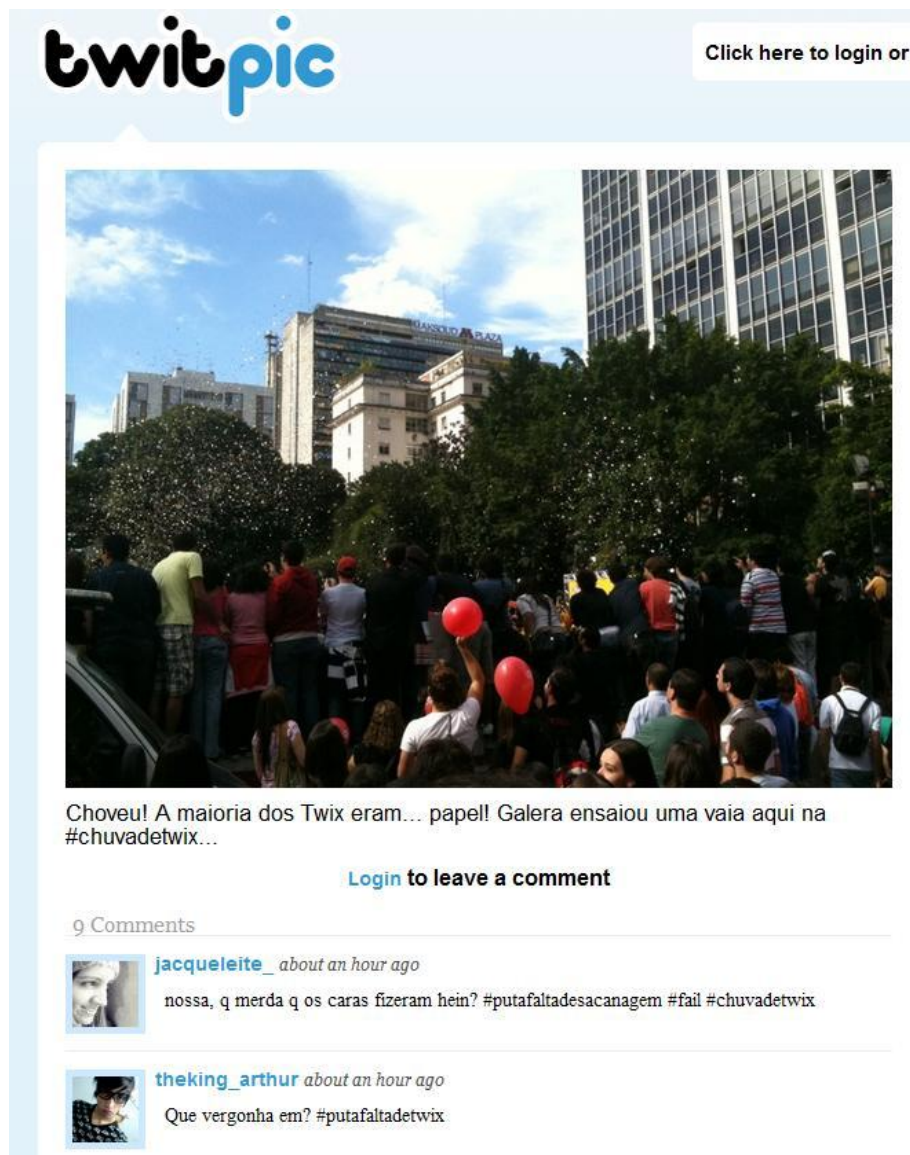 twitpic
Click here to login or
MAKSOUD PLAZA
Choveu! A maioria dos Twix eram... papel! Galera ensaiou uma vaia aqui na
#chuvadetwix...
Login to leave a comment
9 Comments
jacqueleite_ about an hour ago
nossa, q merda q os caras fizeram hein? #putafaltadesacanagem #fail #chuvadetwix
theking_arthur about an hour ago
Que vergonha em? #putafaltadetwix